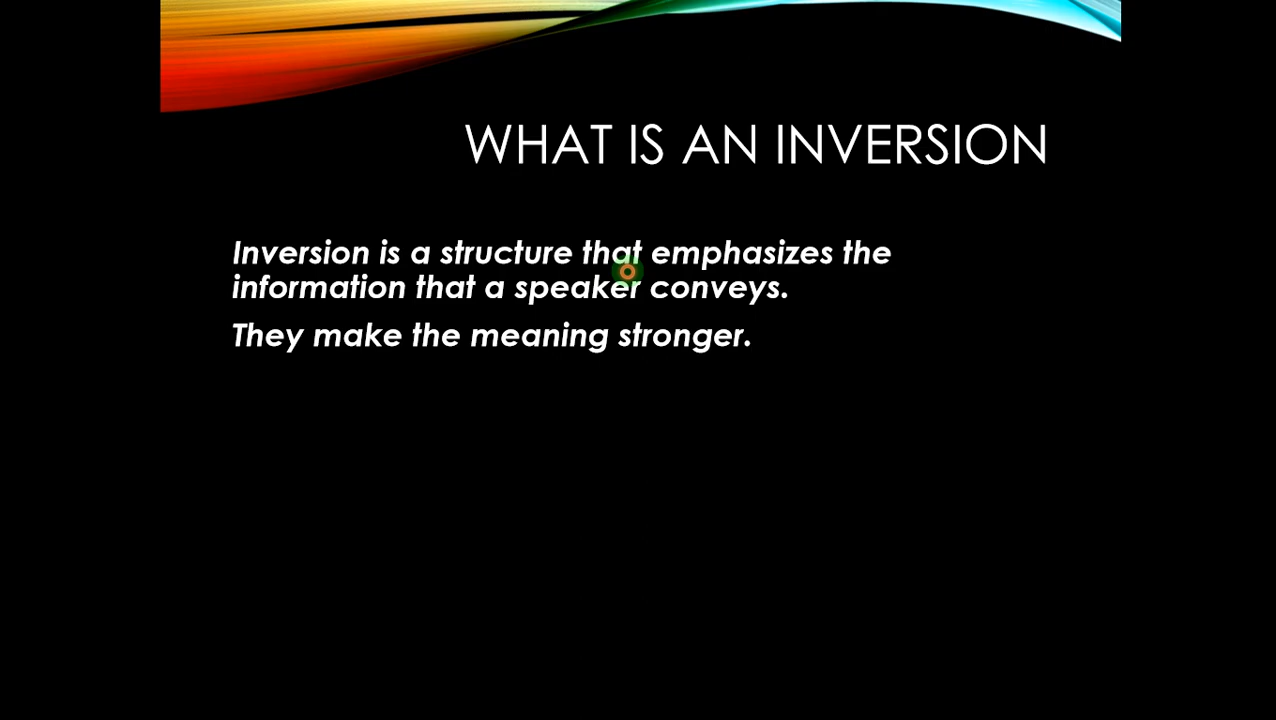 WHAT IS AN INVERSION
Inversion is a structure that emphasizes the
information that a speaker conveys.
They make the meaning stronger.